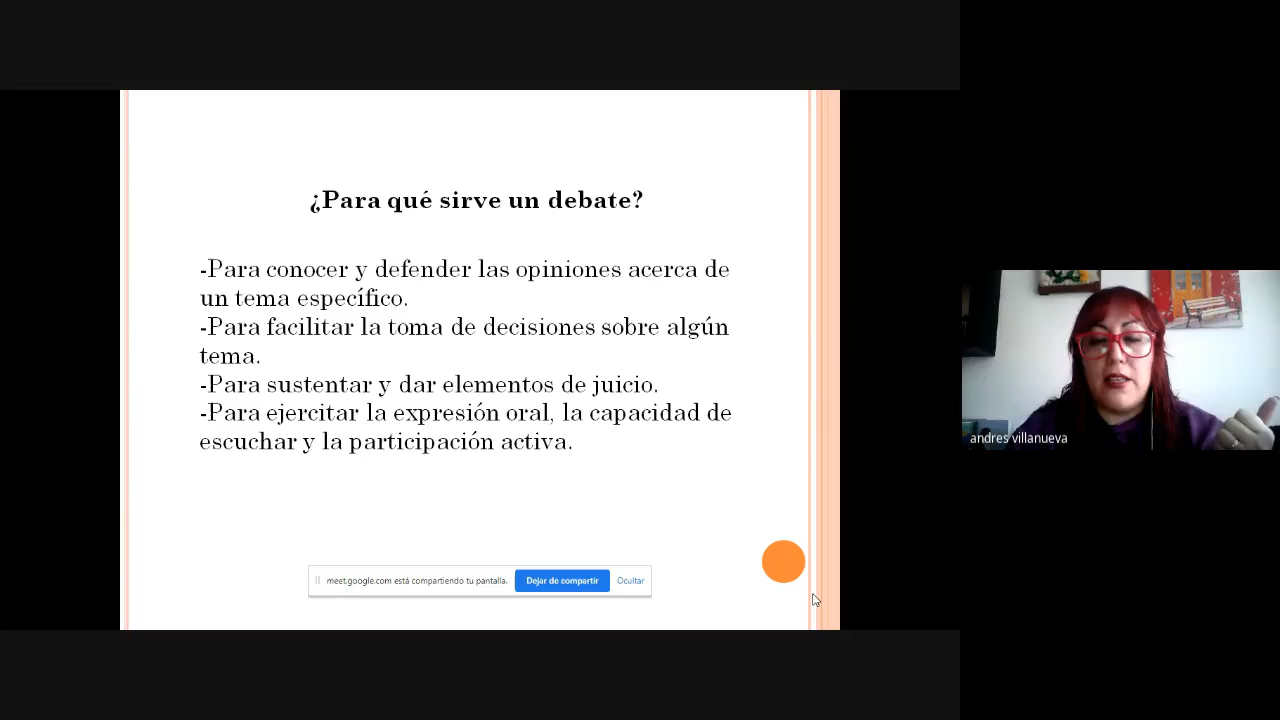 ¿Para qué sirve un debate?
-Para conocer y defender las opiniones acerca de
un tema específico.
-Para facilitar la toma de decisiones sobre algún
tema.
-Para sustentar y dar elementos de juicio.
-Para ejercitar la expresión oral, la capacidad de
escuchar y la participación activa.
meet.google.com está compartiendo tu pantalla. Dejar de compartir Ocultar
andres villanueva